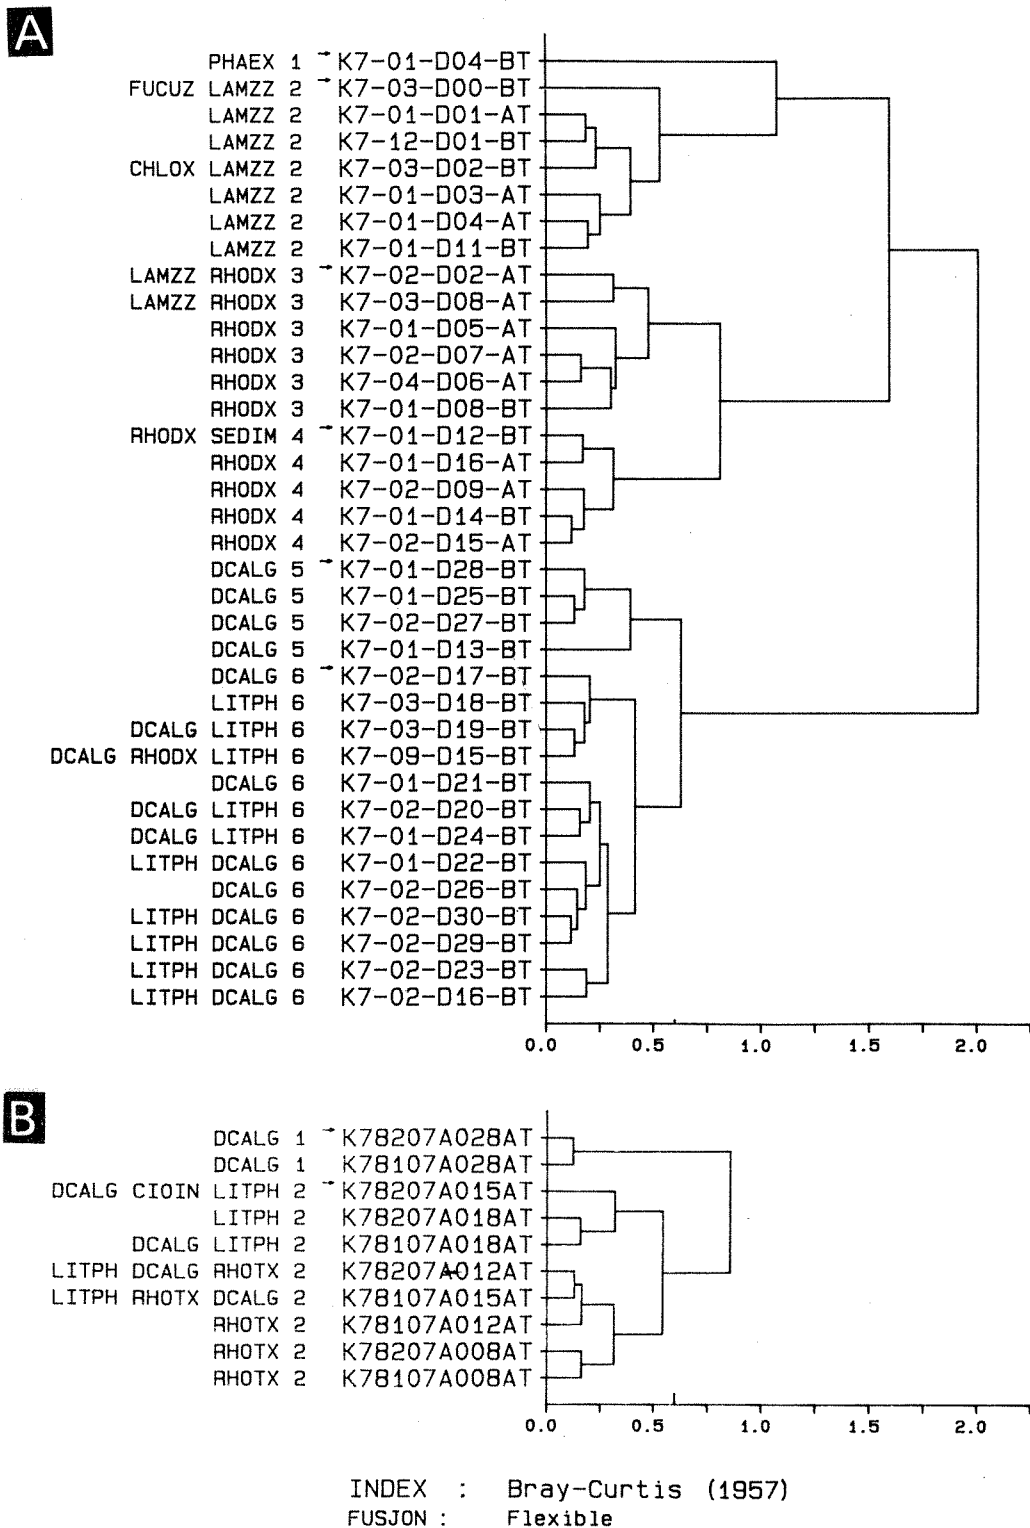 A
PHAEX 1 → K7-01-D04-BT
FUCUZ LAMZZ 2 → K7-03-D00-BT
LAMZZ 2 K7-01-D01-AT
LAMZZ 2 K7-12-D01-BT
CHLOX LAMZZ 2 K7-03-D02-BT
LAMZZ 2 K7-01-D03-AT
LAMZZ 2 K7-01-D04-AT
LAMZZ 2 K7-01-D11-BT
LAMZZ RHODX 3 → K7-02-D02-AT
LAMZZ RHODX 3 K7-03-D08-AT
RHODX 3 K7-01-D05-AT
RHODX 3 K7-02-D07-AT
RHODX 3 K7-04-D06-AT
RHODX 3 K7-01-D08-BT
RHODX SEDIM 4 → K7-01-D12-BT
RHODX 4 K7-01-D16-AT
RHODX 4 K7-02-D09-AT
RHODX 4 K7-01-D14-BT
RHODX 4 K7-02-D15-AT
DCALG 5 → K7-01-D28-BT
DCALG 5 K7-01-D25-BT
DCALG 5 K7-02-D27-BT
DCALG 5 K7-01-D13-BT
DCALG 6 → K7-02-D17-BT
LITPH 6 K7-03-D18-BT
DCALG LITPH 6 K7-03-D19-BT
DCALG RHODX LITPH 6 K7-09-D15-BT
DCALG 6 K7-01-D21-BT
DCALG LITPH 6 K7-02-D20-BT
DCALG LITPH 6 K7-01-D24-BT
LITPH DCALG 6 K7-01-D22-BT
DCALG 6 K7-02-D26-BT
LITPH DCALG 6 K7-02-D30-BT
LITPH DCALG 6 K7-02-D29-BT
LITPH DCALG 6 K7-02-D23-BT
LITPH DCALG 6 K7-02-D16-BT
0.0 0.5 1.0 1.5 2.0
B
DCALG 1 → K78207A028AT
DCALG 1 K78107A028AT
DCALG CIOIN LITPH 2 → K78207A015AT
LITPH 2 K78207A018AT
DCALG LITPH 2 K78107A018AT
LITPH DCALG RHOTX 2 K78207A012AT
LITPH RHOTX DCALG 2 K78107A015AT
RHOTX 2 K78107A012AT
RHOTX 2 K78207A008AT
RHOTX 2 K78107A008AT
0.0 0.5 1.0 1.5 2.0
INDEX : Bray-Curtis (1957)
FUSJON : Flexible